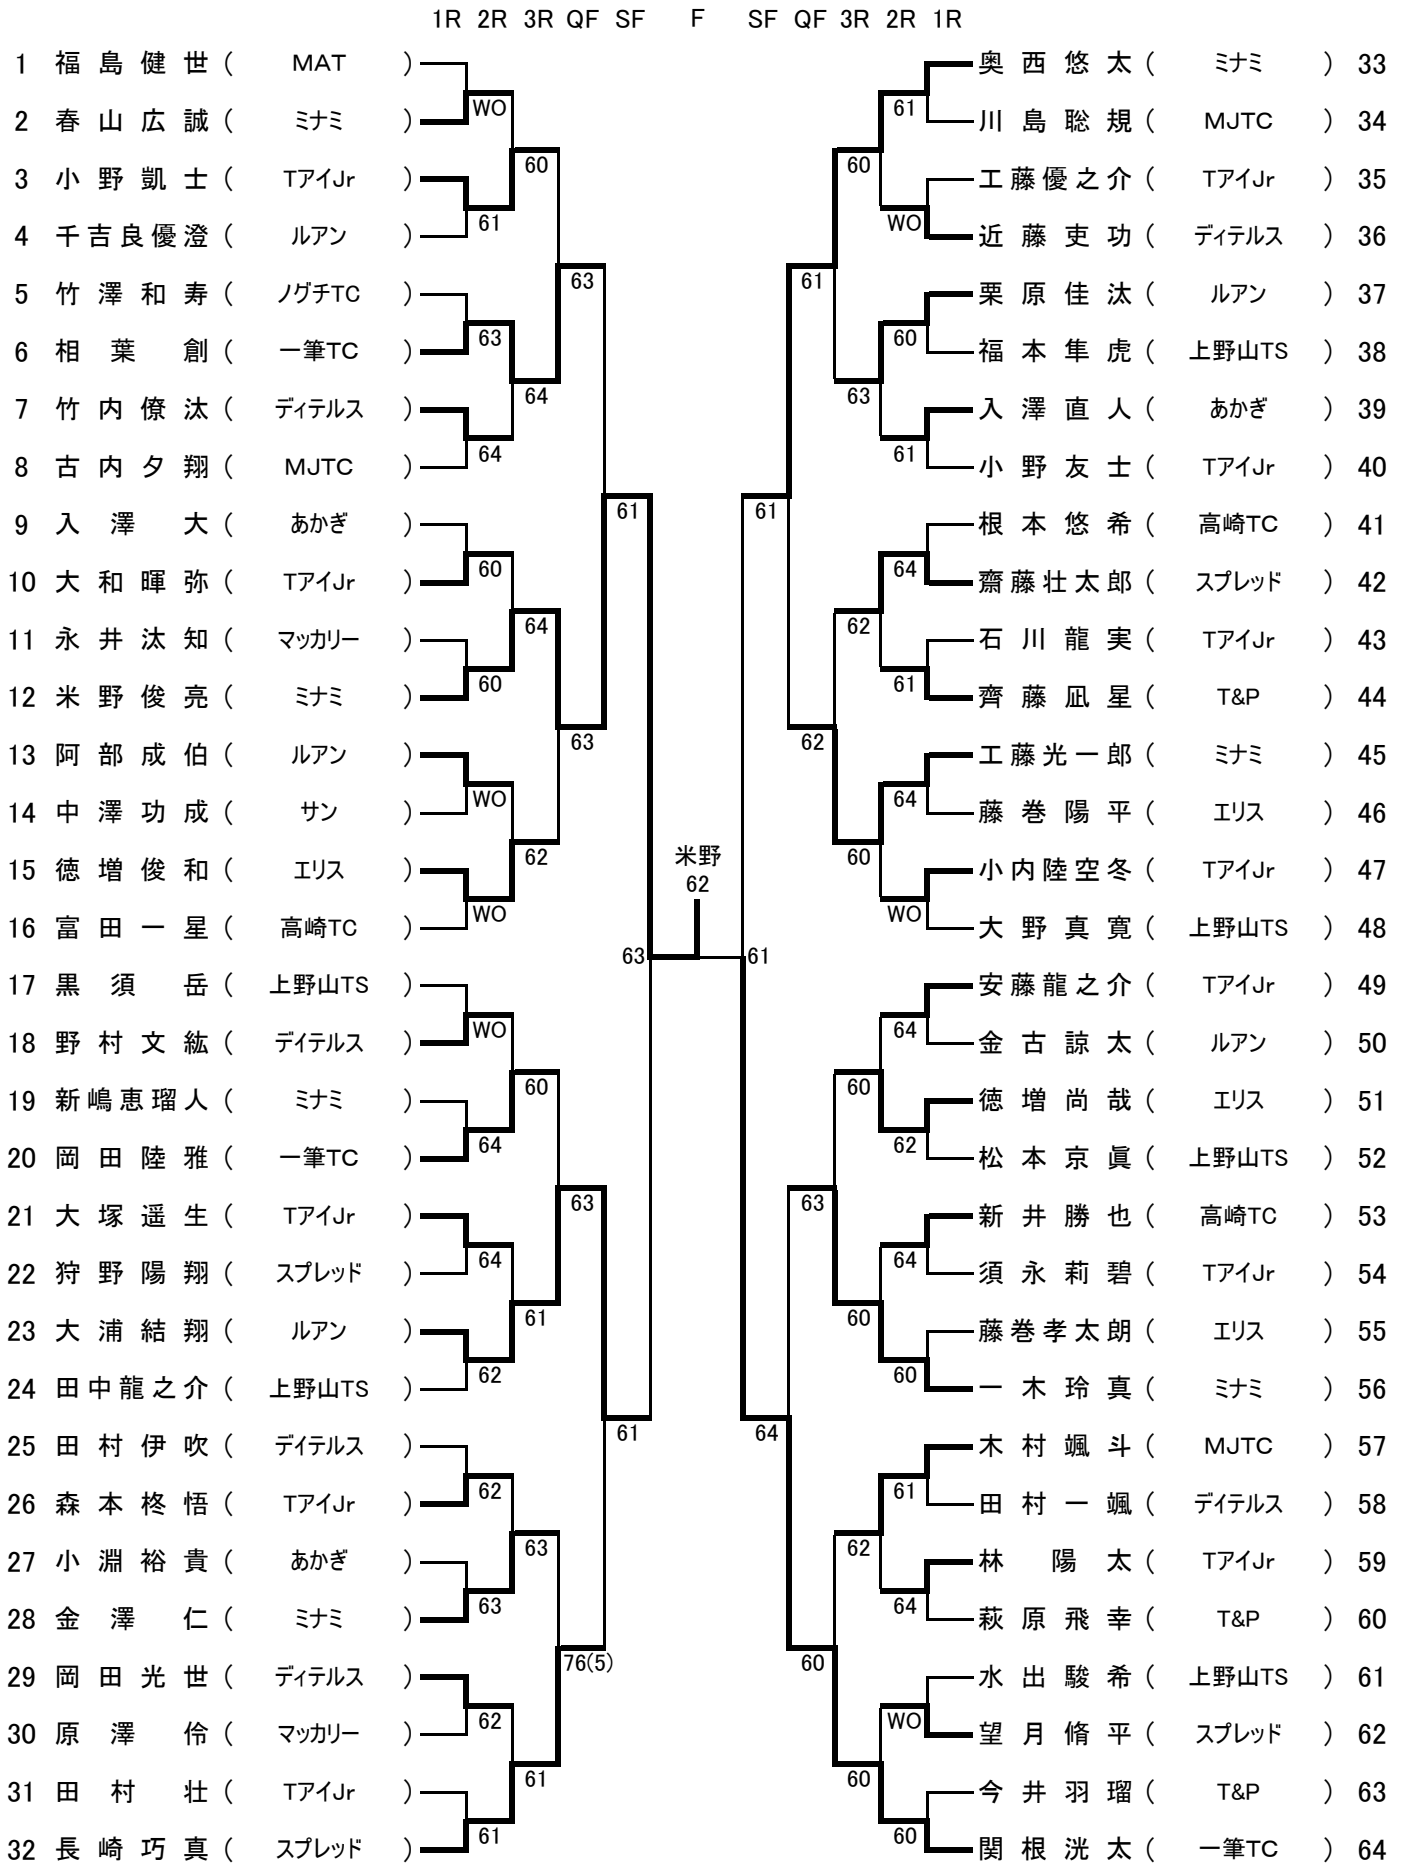 1R 2R 3R QF SF F SF QF 3R 2R 1R
1 福島健世 ( MAT ) 奥西悠太 ( ミナミ ) 33
WO 61
2 春山広誠 ( ミナミ ) 川島聡規 ( MJTC ) 34
60 60
3 小野凱士 ( TアイJr ) 工藤優之介 ( TアイJr ) 35
61 WO
4 千吉良優澄 ( ルアン ) 近藤吏功 ( ディテルス ) 36
63 61
5 竹澤和寿 ( ノグチTC ) 栗原佳汰 ( ルアン ) 37
63 60
6 相葉創 ( 一筆TC ) 福本隼虎 ( 上野山TS ) 38
64 63
7 竹内僚汰 ( ディテルス ) 入澤直人 ( あかぎ ) 39
64 61
8 古内夕翔 ( MJTC ) 小野友士 ( TアイJr ) 40
61 61
9 入澤大 ( あかぎ ) 根本悠希 ( 高崎TC ) 41
60 64
10 大和暉弥 ( TアイJr ) 齋藤壮太郎 ( スプレッド ) 42
64 62
11 永井汰知 ( マッカリー ) 石川龍実 ( TアイJr ) 43
60 61
12 米野俊亮 ( ミナミ ) 齊藤凪星 ( T&P ) 44
63 62
13 阿部成伯 ( ルアン ) 工藤光一郎 ( ミナミ ) 45
WO 64
14 中澤功成 ( サン ) 藤巻陽平 ( エリス ) 46
62 米野 60
15 徳増俊和 ( エリス ) 小内陸空冬 ( TアイJr ) 47
62
WO WO
16 富田一星 ( 高崎TC ) 大野真寛 ( 上野山TS ) 48
63 61
17 黒須岳 ( 上野山TS ) 安藤龍之介 ( TアイJr ) 49
WO 64
18 野村文紘 ( デイテルス ) 金古諒太 ( ルアン ) 50
60 60
19 新嶋恵瑠人 ( ミナミ ) 徳増尚哉 ( エリス ) 51
64 62
20 岡田陸雅 ( 一筆TC ) 松本京眞 ( 上野山TS ) 52
63 63
21 大塚遥生 ( TアイJr ) 新井勝也 ( 高崎TC ) 53
64 64
22 狩野陽翔 ( スプレッド ) 須永莉碧 ( TアイJr ) 54
61 60
23 大浦結翔 ( ルアン ) 藤巻孝太朗 ( エリス ) 55
62 60
24 田中龍之介 ( 上野山TS ) 一木玲真 ( ミナミ ) 56
61 64
25 田村伊吹 ( デイテルス ) 木村颯斗 ( MJTC ) 57
62 61
26 森本柊悟 ( TアイJr ) 田村一颯 ( デイテルス ) 58
63 62
27 小淵裕貴 ( あかぎ ) 林陽太 ( TアイJr ) 59
63 64
28 金澤仁 ( ミナミ ) 萩原飛幸 ( T&P ) 60
76(5) 60
29 岡田光世 ( ディテルス ) 水出駿希 ( 上野山TS ) 61
62 WO
30 原澤伶 ( マッカリー ) 望月脩平 ( スプレッド ) 62
61 60
31 田村壮 ( TアイJr ) 今井羽瑠 ( T&P ) 63
61 60
32 長崎巧真 ( スプレッド ) 関根洸太 ( 一筆TC ) 64